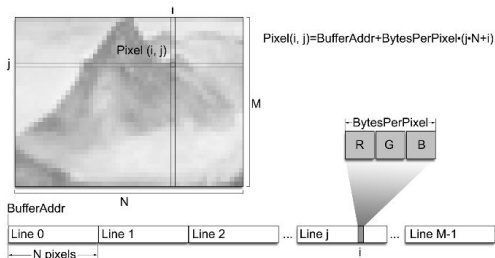 i
Pixel (i, j)
j
Pixel(i, j)=BufferAddr+BytesPerPixel•(j•N+i)
M
N
BytesPerPixel
R G B
BufferAddr
Line 0 Line 1 Line 2 ... Line j ... Line M-1
N pixels
i